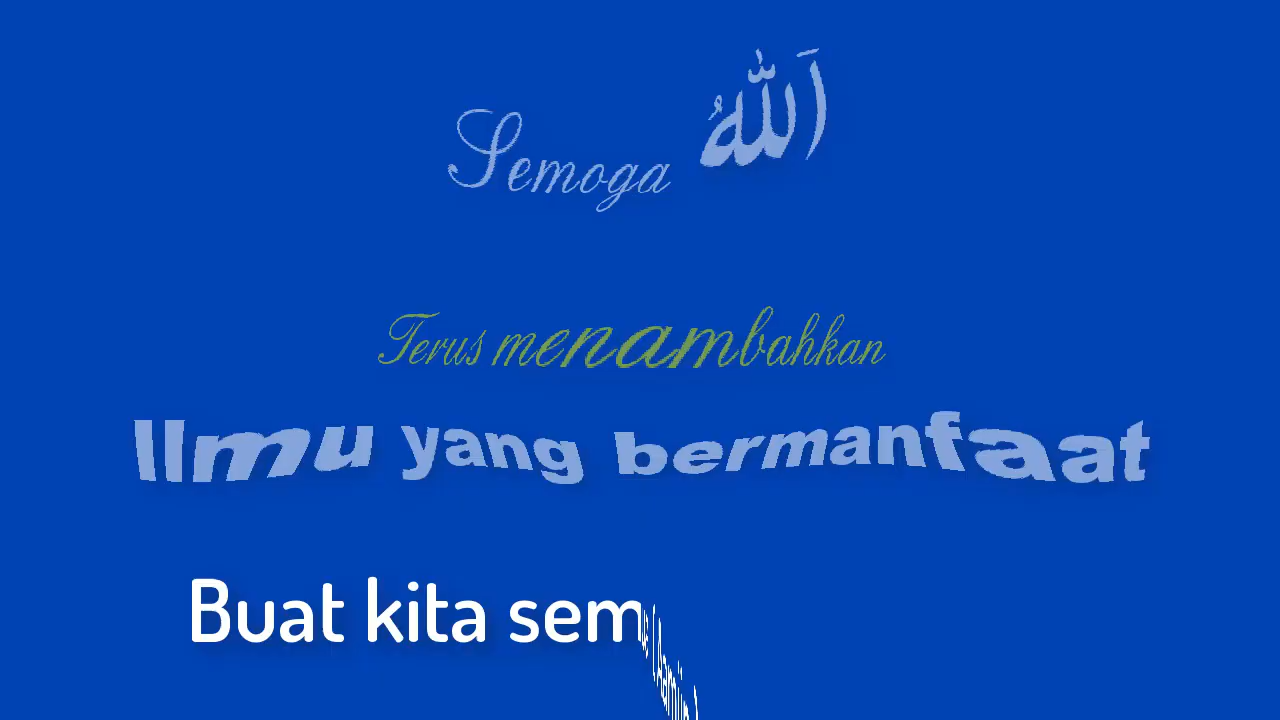 Semoga اَللّٰهُ
Terus menambahkan
Ilmu yang bermanfaat
Buat kita sem